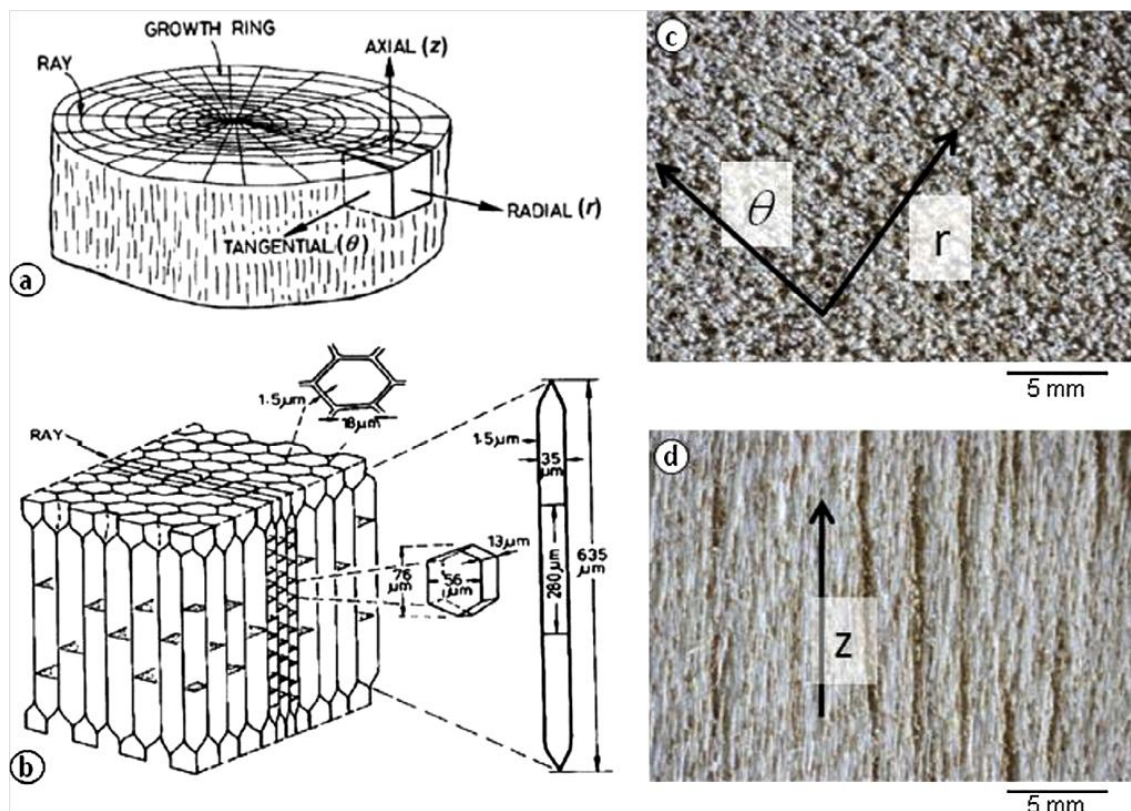 GROWTH RING
RAY
AXIAL (z)
RADIAL (r)
TANGENTIAL (θ)
a
1.5μm
18μm
RAY
76
μm
56
μm
13μm
1.5μm
35
μm
280μm
635
μm
b
c
θ
r
5 mm
d
z
5 mm